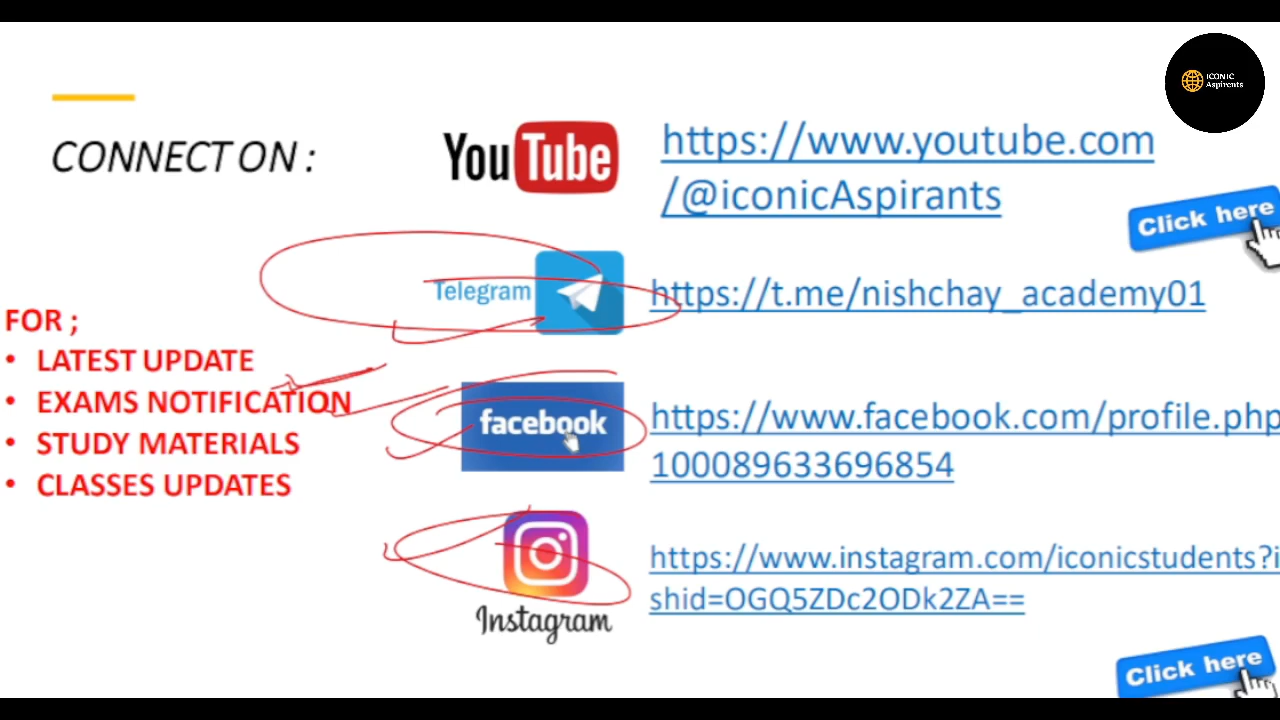 ICONIC
Aspirents
CONNECT ON :
YouTube
https://www.youtube.com
/@iconicAspirants
Click here
Telegram
https://t.me/nishchay_academy01
FOR ;
• LATEST UPDATE
• EXAMS NOTIFICATION
• STUDY MATERIALS
• CLASSES UPDATES
facebook
https://www.facebook.com/profile.php
100089633696854
Instagram
https://www.instagram.com/iconicstudents?i
shid=OGQ5ZDc2ODk2ZA==
Click here